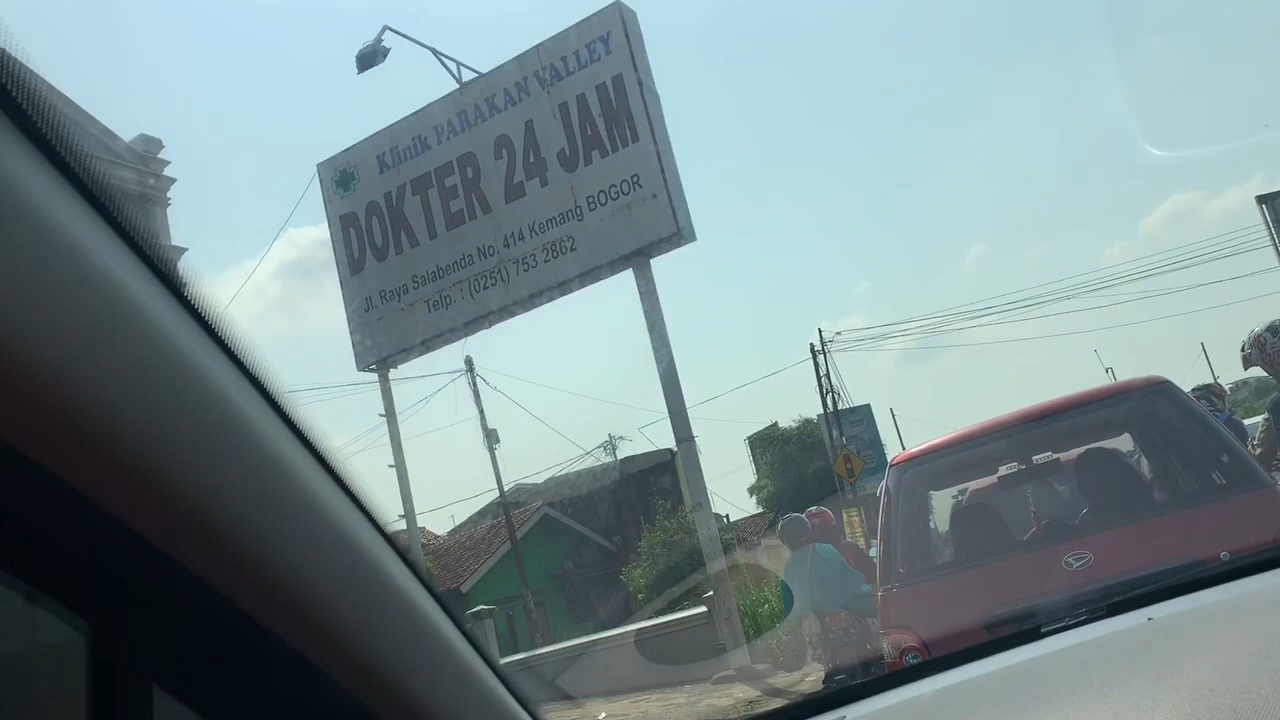 Klinik PARAKAN VALLEY
DOKTER 24 JAM
Jl. Raya Salabenda No. 414 Kemang BOGOR
Telp. : (0251) 753 2862